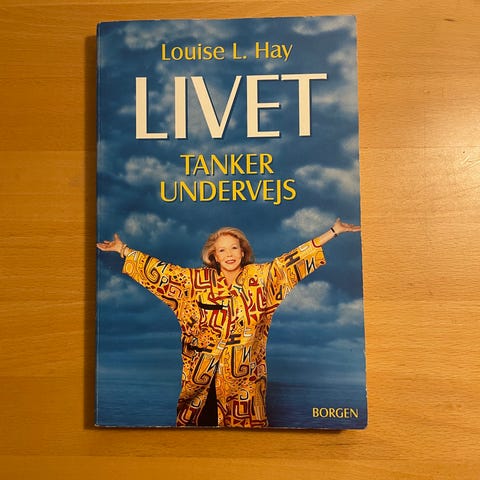 Louise L. Hay
LIVET
TANKER
UNDERVEJS
BORGEN